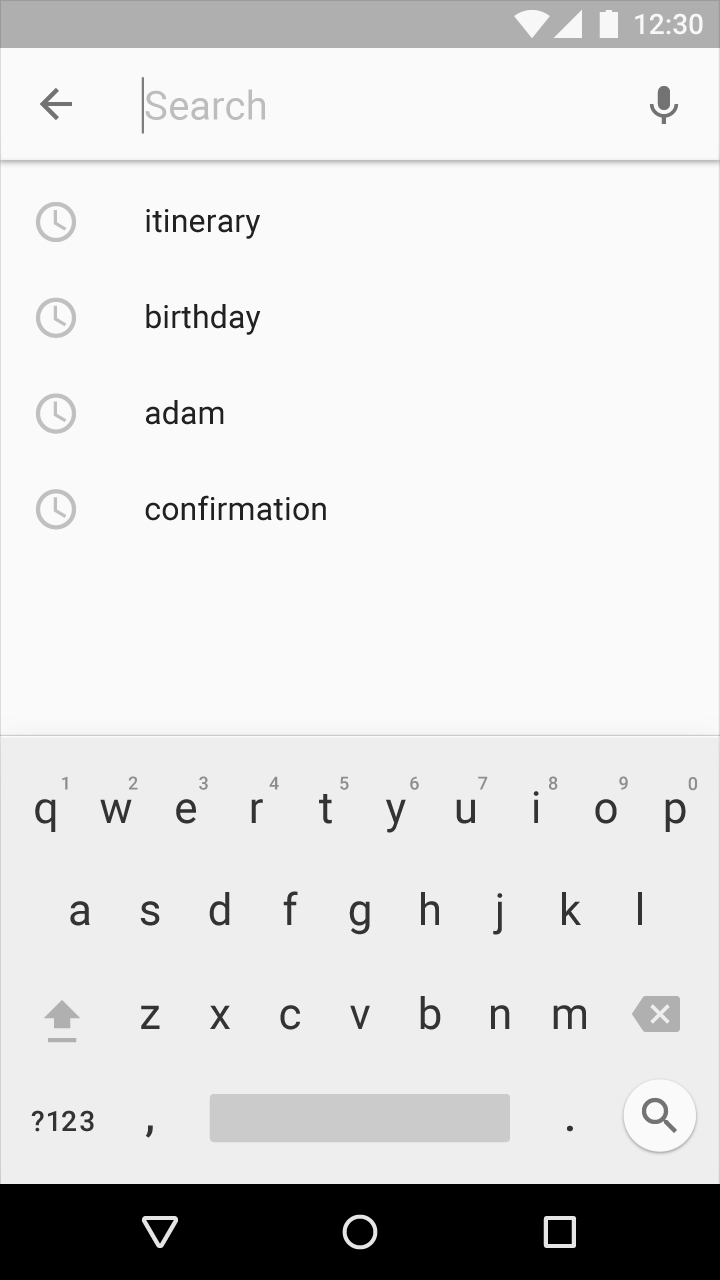 12:30
Search
itinerary
birthday
adam
confirmation
1 2 3 4 5 6 7 8 9 0
q w e r t y u i o p
a s d f g h j k l
z x c v b n m
?123 , .